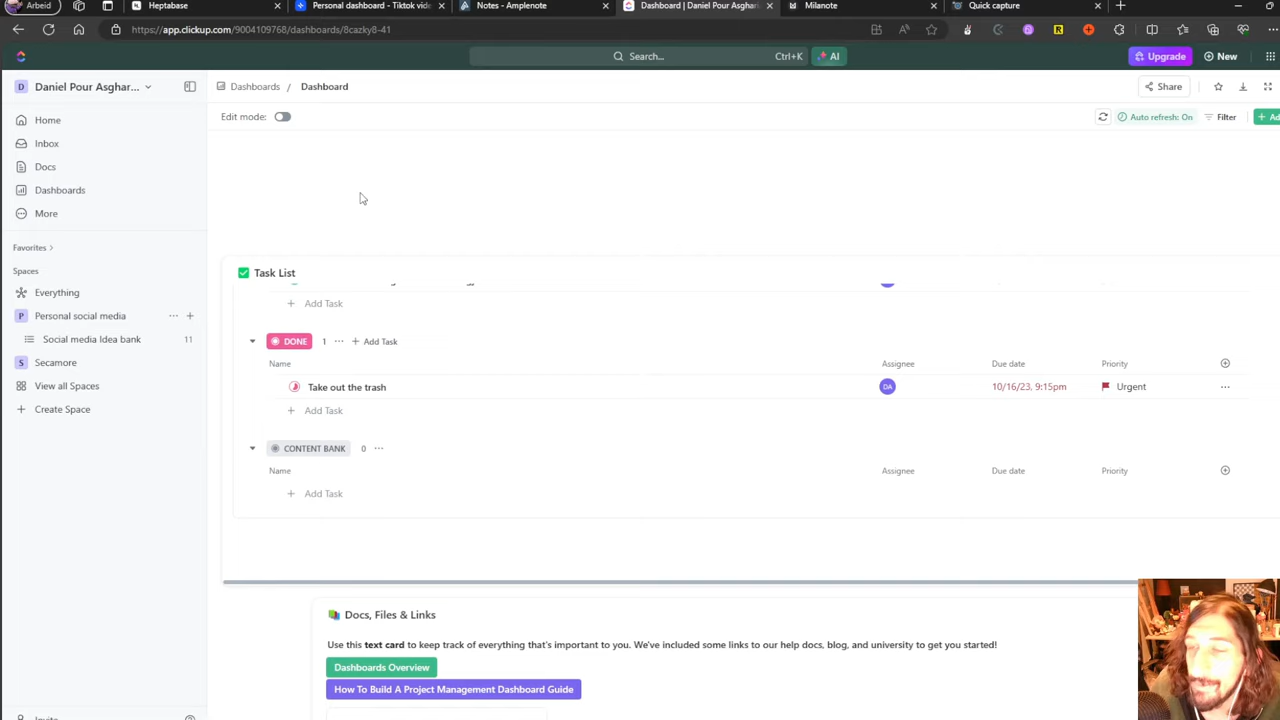 Arbeid
Heptabase
Personal dashboard - Tiktok vide
Notes - Amplenote
Dashboard | Daniel Pour Asghar
Milanote
Quick capture
https://app.clickup.com/9004109768/dashboards/8cazky8-41
Search...
Ctrl+K
AI
Upgrade
New
D
Daniel Pour Asghar...
Dashboards / Dashboard
Share
Edit mode:
Auto refresh: On
Filter
Home
Inbox
Docs
Dashboards
More
Favorites
Spaces
Everything
P Personal social media
Social media Idea bank 11
S Secamore
View all Spaces
Create Space
Task List
Add Task
DONE 1 ... + Add Task
Name Assignee Due date Priority
Take out the trash DA 10/16/23, 9:15pm Urgent ...
+ Add Task
CONTENT BANK 0 ...
Name Assignee Due date Priority
+ Add Task
Docs, Files & Links
Use this text card to keep track of everything that's important to you. We've included some links to our help docs, blog, and university to get you started!
Dashboards Overview
How To Build A Project Management Dashboard Guide